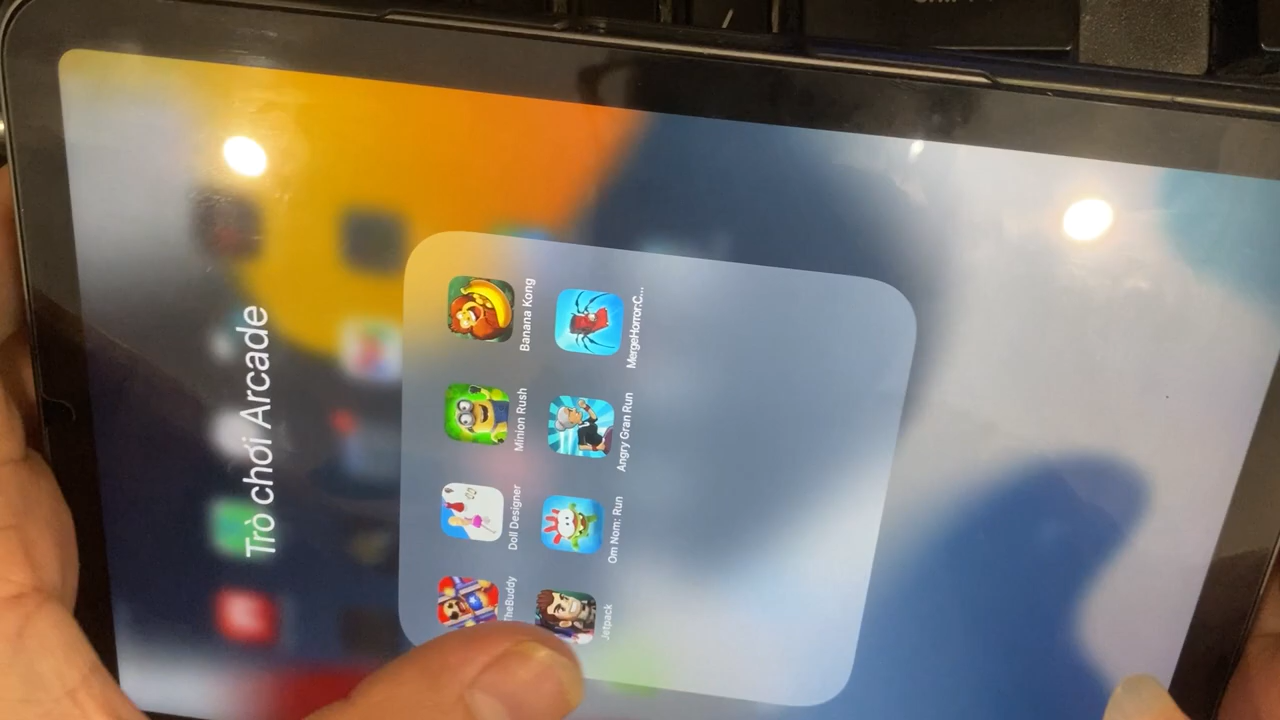 Trò chơi Arcade
TheBuddy
Doll Designer
Minion Rush
Banana Kong
Jetpack
Om Nom: Run
Angry Gran Run
MergeHorror:C...